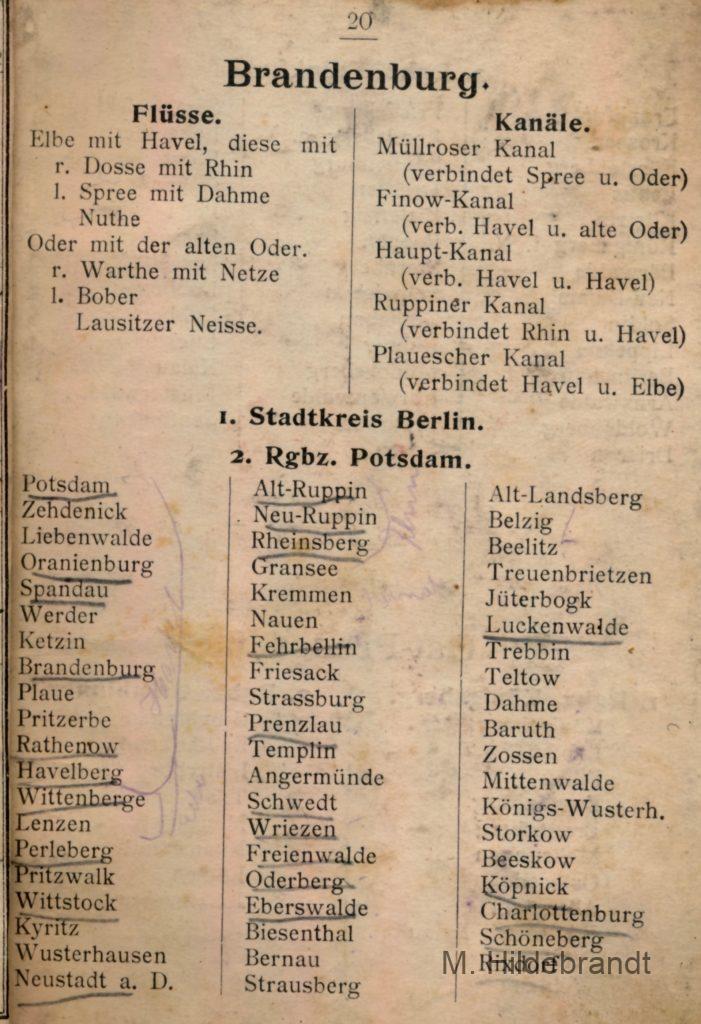 20
Brandenburg.
Flüsse.
Elbe mit Havel, diese mit
r. Dosse mit Rhin
l. Spree mit Dahme
Nuthe
Oder mit der alten Oder.
r. Warthe mit Netze
l. Bober
Lausitzer Neisse.
Kanäle.
Müllroser Kanal
(verbindet Spree u. Oder)
Finow-Kanal
(verb. Havel u. alte Oder)
Haupt-Kanal
(verb. Havel u. Havel)
Ruppiner Kanal
(verbindet Rhin u. Havel)
Plauescher Kanal
(verbindet Havel u. Elbe)
1. Stadtkreis Berlin.
2. Rgbz. Potsdam.
Potsdam
Zehdenick
Liebenwalde
Oranienburg
Spandau
Werder
Ketzin
Brandenburg
Plaue
Pritzerbe
Rathenow
Havelberg
Wittenberge
Lenzen
Perleberg
Pritzwalk
Wittstock
Kyritz
Wusterhausen
Neustadt a. D.
Alt-Ruppin
Neu-Ruppin
Rheinsberg
Gransee
Kremmen
Nauen
Fehrbellin
Friesack
Strassburg
Prenzlau
Templin
Angermünde
Schwedt
Wriezen
Freienwalde
Oderberg
Eberswalde
Biesenthal
Bernau
Strausberg
Alt-Landsberg
Belzig
Beelitz
Treuenbrietzen
Jüterbogk
Luckenwalde
Trebbin
Teltow
Dahme
Baruth
Zossen
Mittenwalde
Königs-Wusterh.
Storkow
Beeskow
Köpnick
Charlottenburg
Schöneberg
Rixdorf
M. Hildebrandt